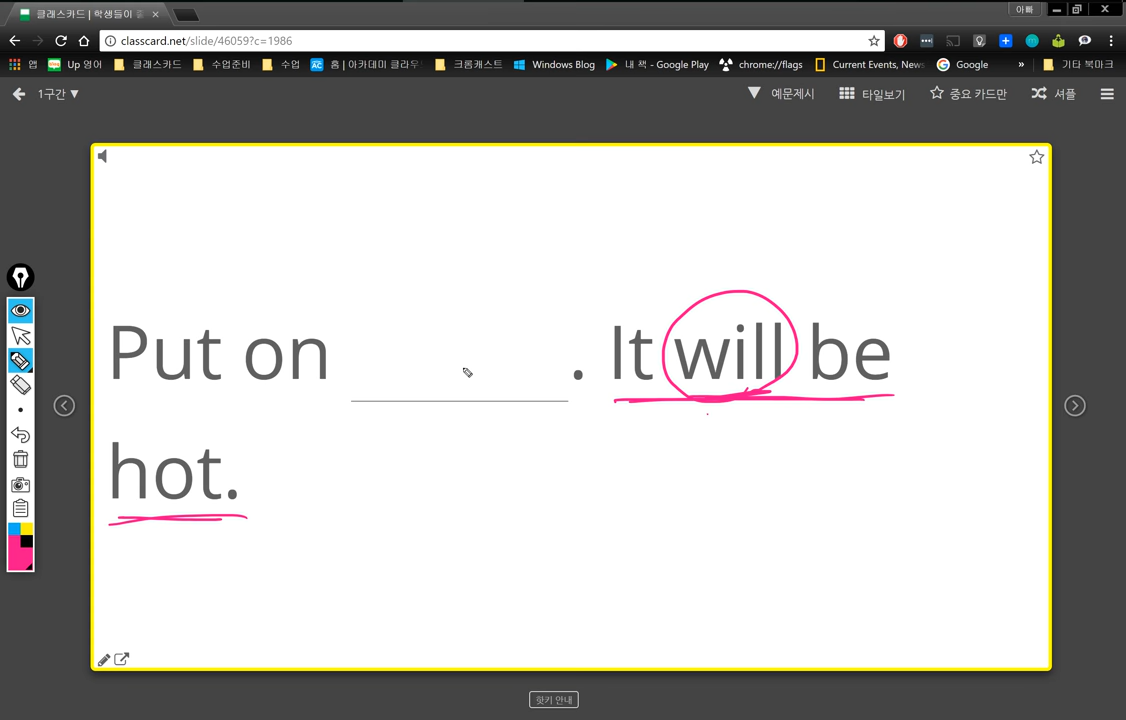 클래스카드 | 학생들이 좋
아빠
classcard.net/slide/46059?c=1986
앱 Up 영어 클래스카드 수업준비 수업 홈 | 아카데미 클라우 크롬캐스트 Windows Blog 내 책 - Google Play chrome://flags Current Events, News Google » 기타 북마크
1구간 ▼ ▼ 예문제시 타일보기 중요 카드만 셔플
Put on ________ . It will be
hot.
핫키 안내